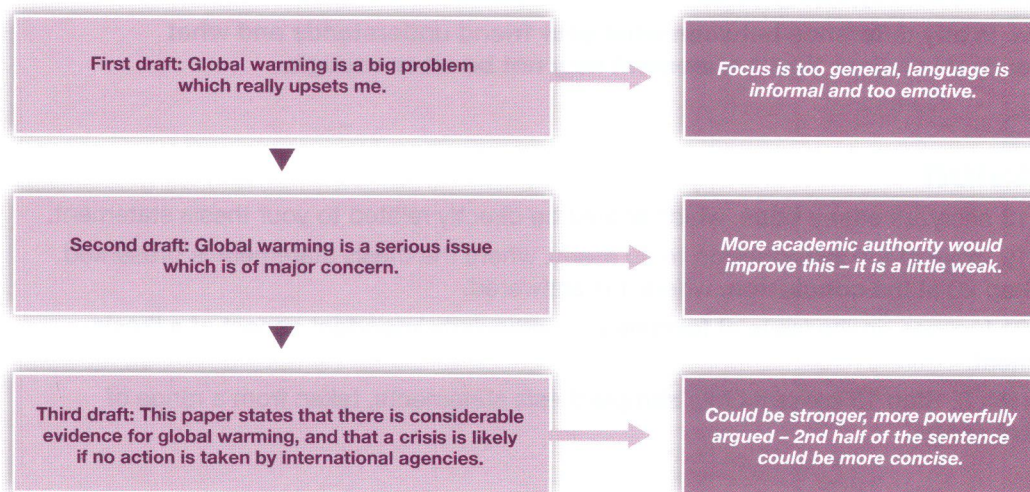 First draft: Global warming is a big problem
which really upsets me.
Focus is too general, language is
informal and too emotive.
Second draft: Global warming is a serious issue
which is of major concern.
More academic authority would
improve this – it is a little weak.
Third draft: This paper states that there is considerable
evidence for global warming, and that a crisis is likely
if no action is taken by international agencies.
Could be stronger, more powerfully
argued – 2nd half of the sentence
could be more concise.